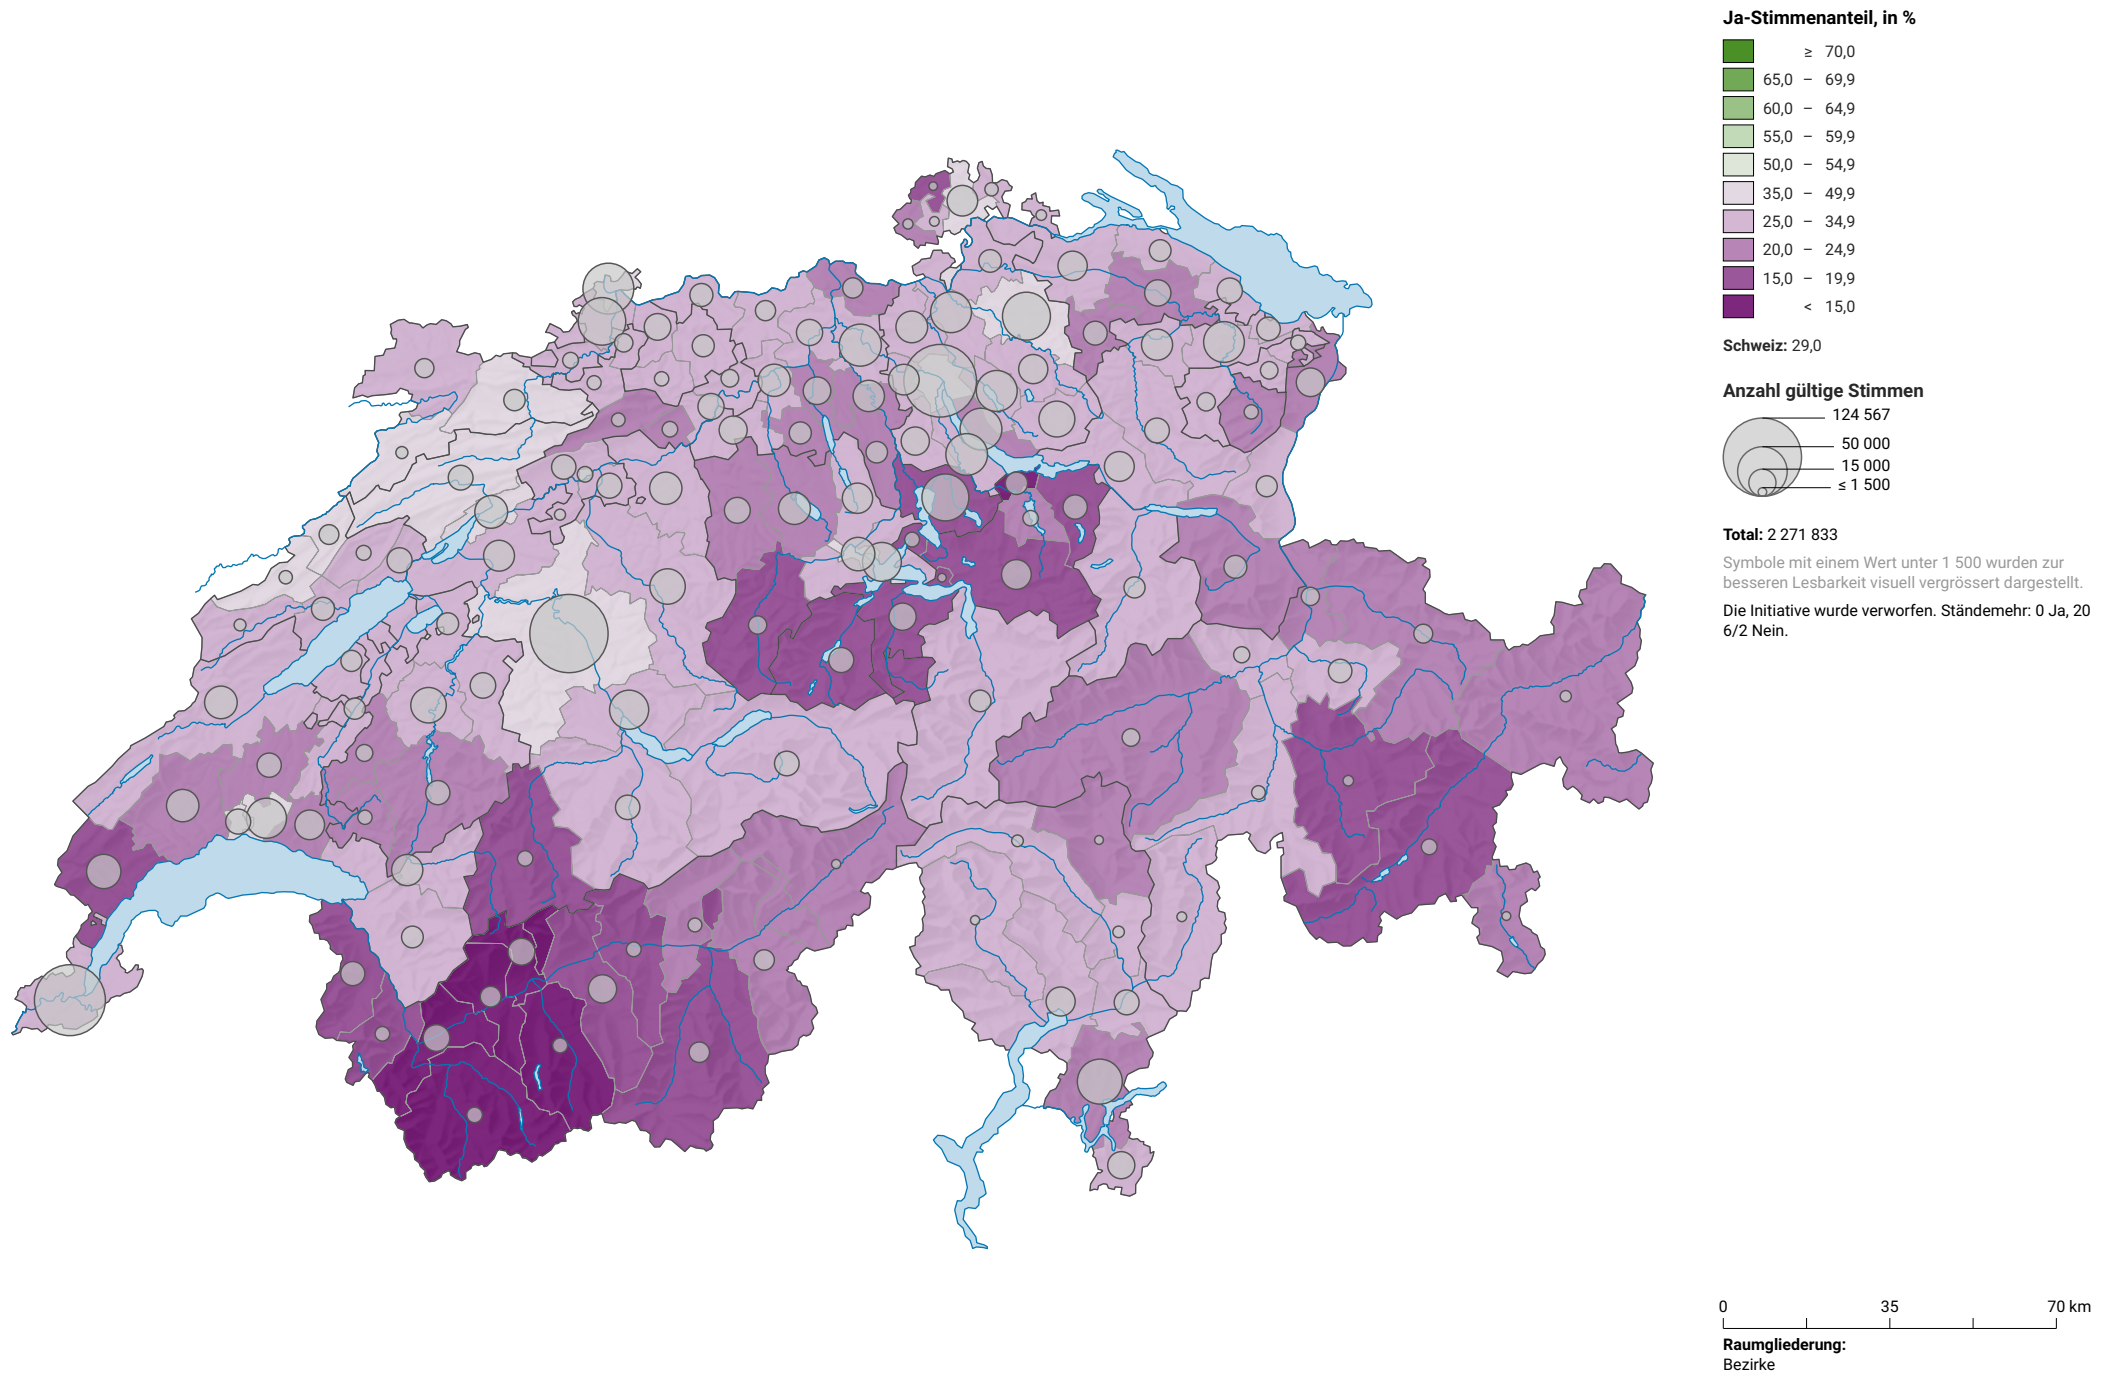 Ja-Stimmenanteil, in %
≥ 70,0
65,0 – 69,9
60,0 – 64,9
55,0 – 59,9
50,0 – 54,9
35,0 – 49,9
25,0 – 34,9
20,0 – 24,9
15,0 – 19,9
< 15,0
Schweiz: 29,0
Anzahl gültige Stimmen
124 567
50 000
15 000
≤ 1 500
Total: 2 271 833
Symbole mit einem Wert unter 1 500 wurden zur
besseren Lesbarkeit visuell vergrössert dargestellt.
Die Initiative wurde verworfen. Ständemehr: 0 Ja, 20
6/2 Nein.
0 35 70 km
Raumgliederung:
Bezirke